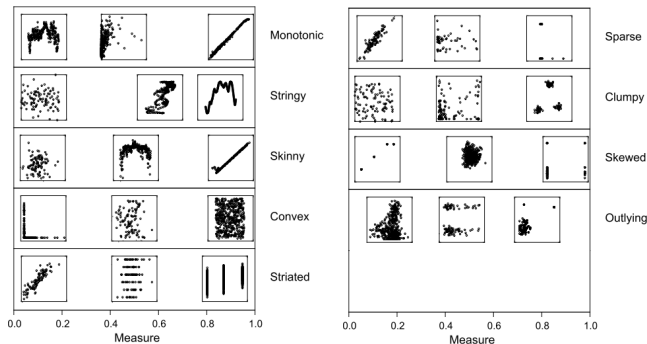 Monotonic
Stringy
Skinny
Convex
Striated
0.0 0.2 0.4 0.6 0.8 1.0
Measure
Sparse
Clumpy
Skewed
Outlying
0.0 0.2 0.4 0.6 0.8 1.0
Measure